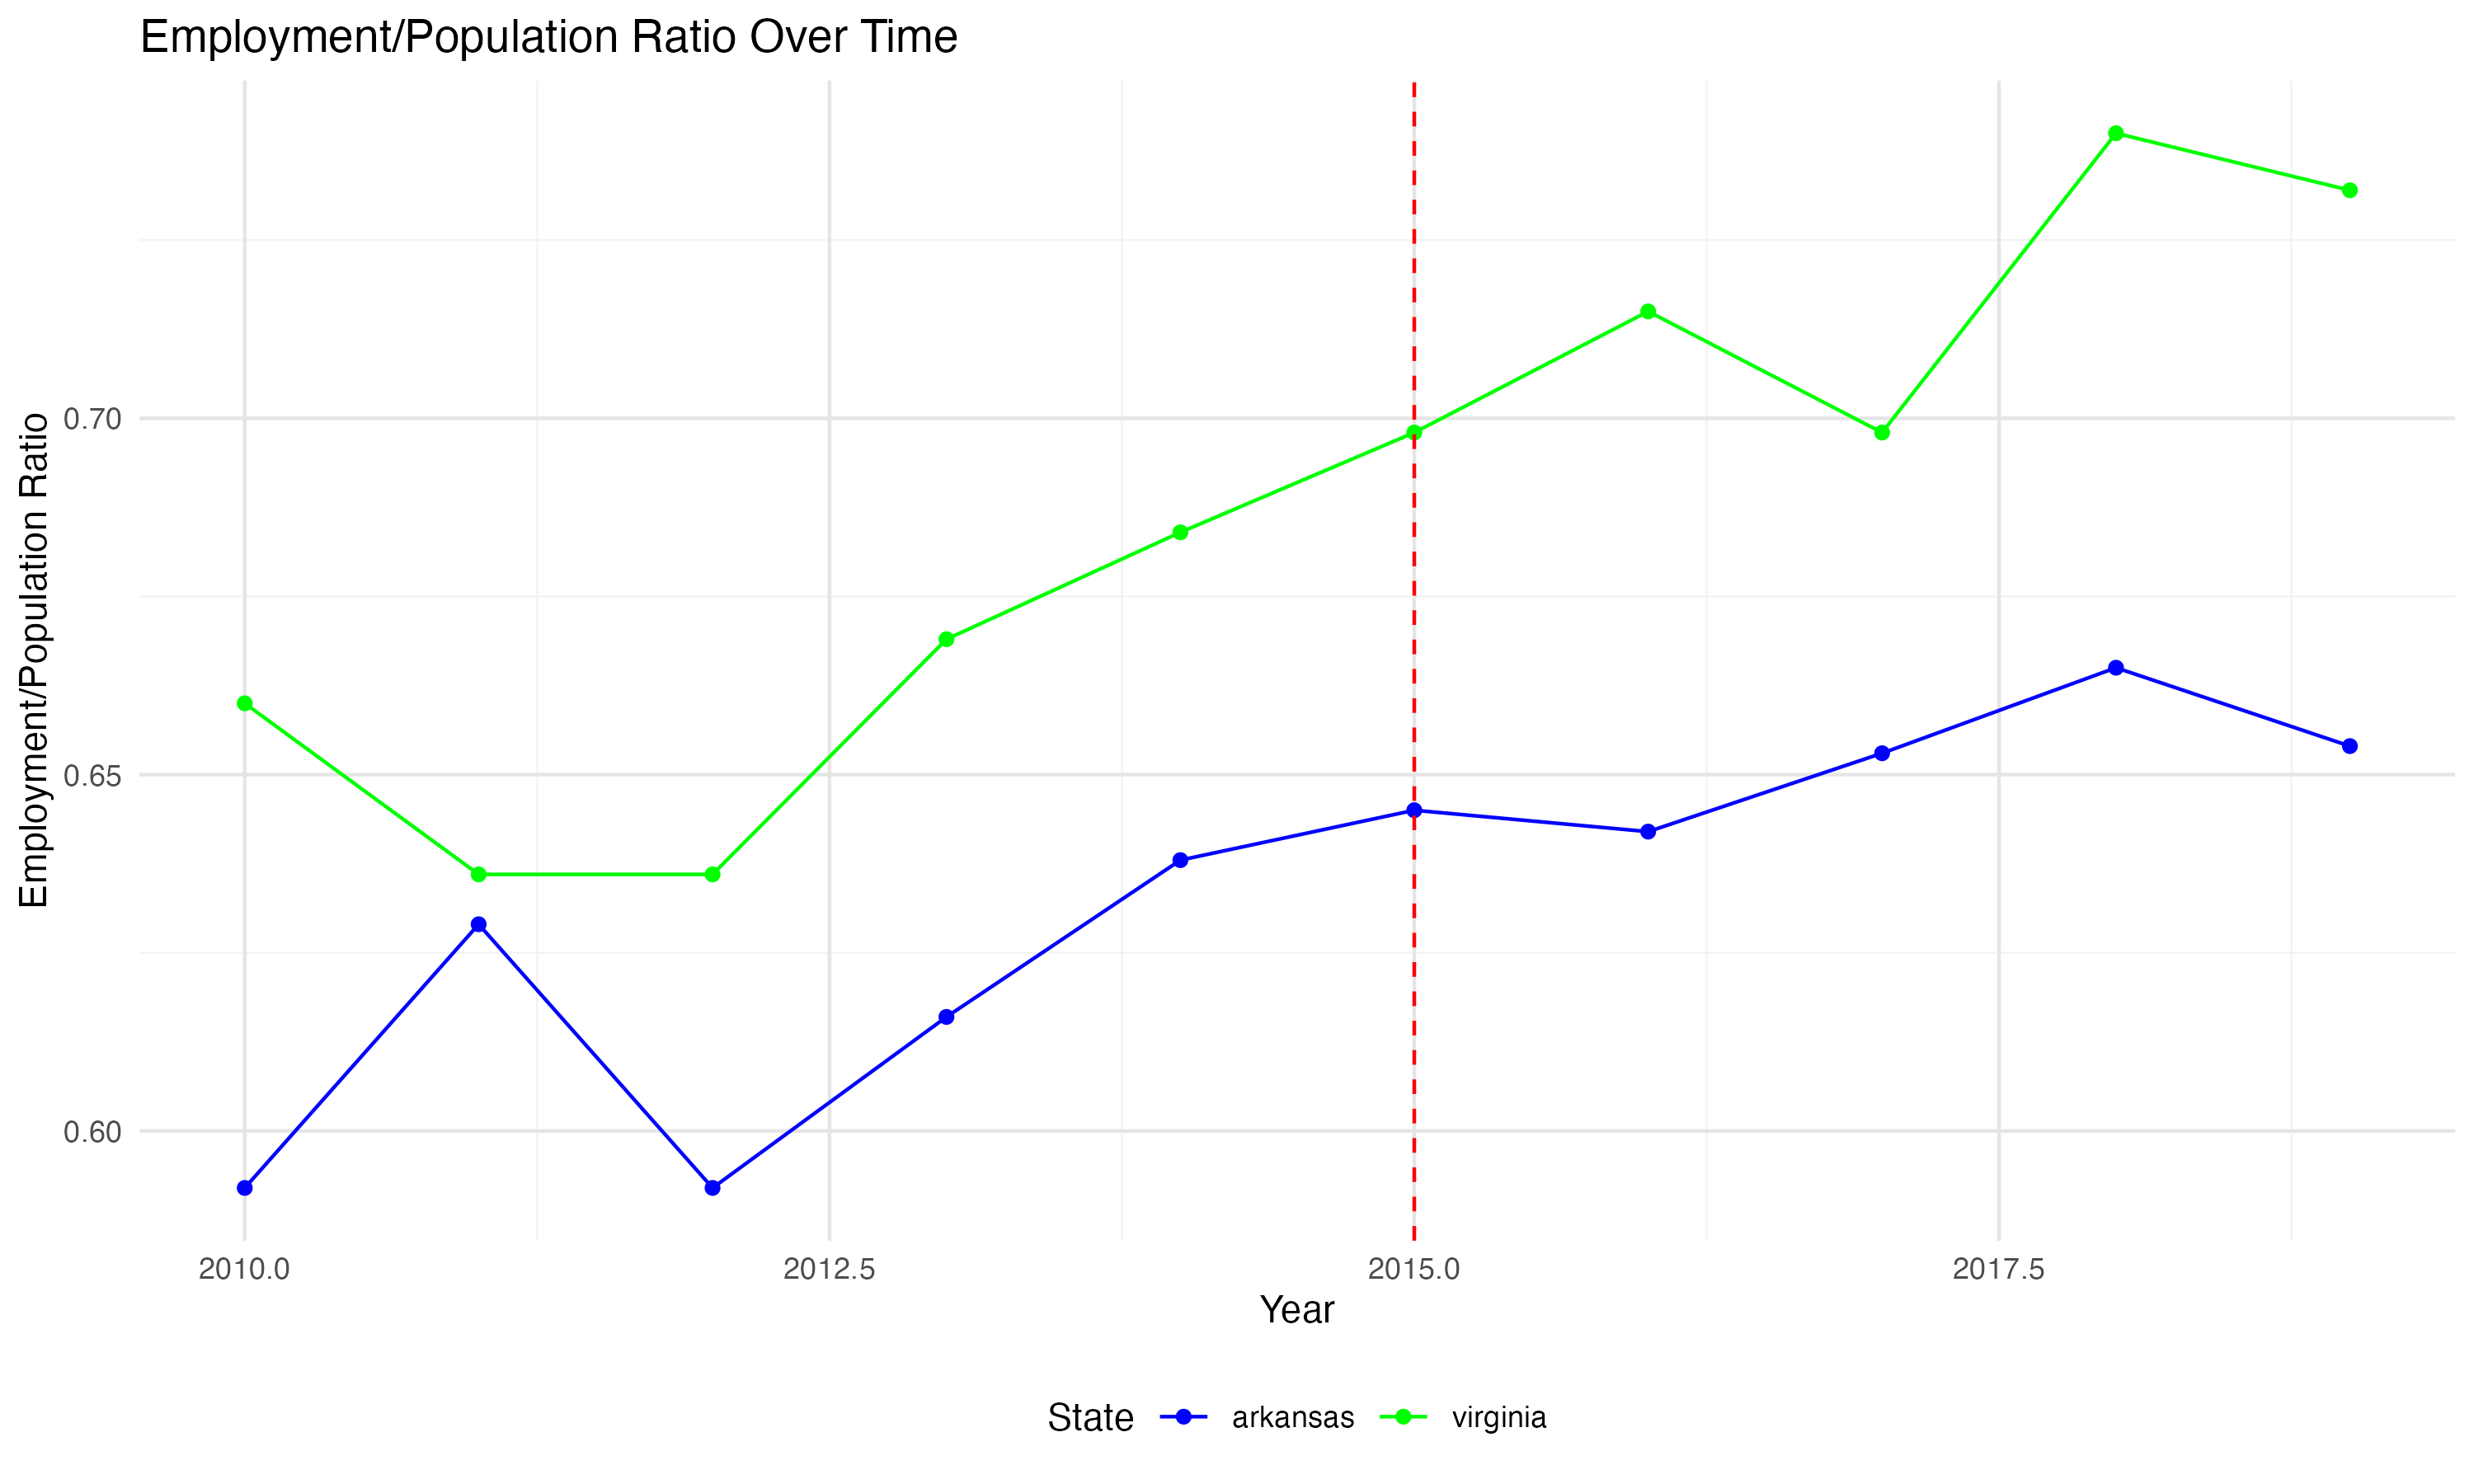 Employment/Population Ratio Over Time
Employment/Population Ratio
0.70
0.65
0.60
2010.0 2012.5 2015.0 2017.5
Year
State arkansas virginia